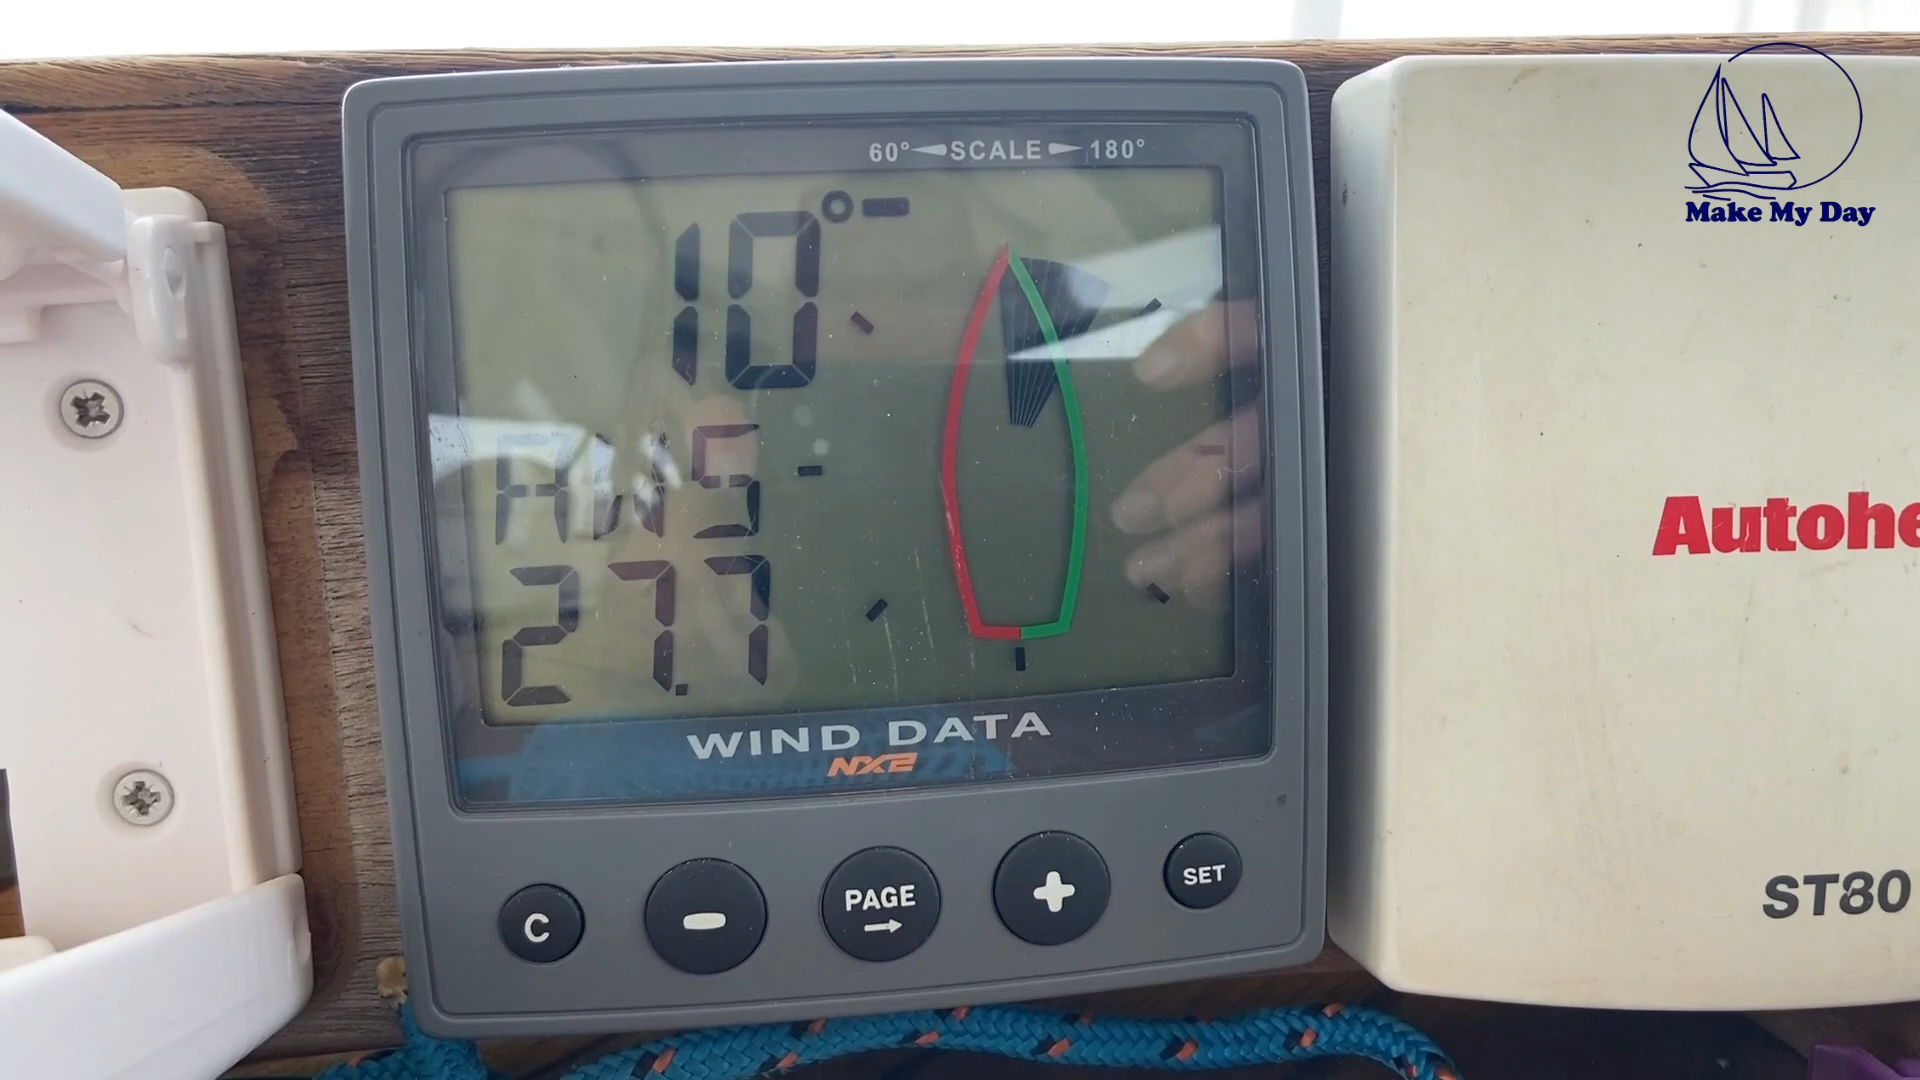 60° SCALE 180°
10°-
AWS
27.7
WIND DATA
NX2
C
-
PAGE
+
SET
Make My Day
Autohe
ST80